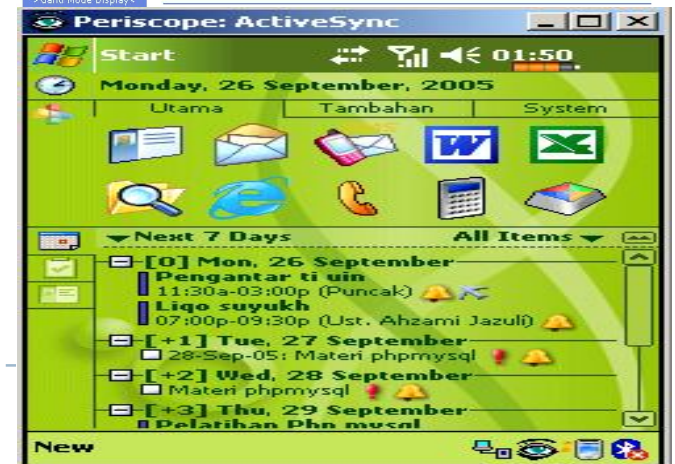 Periscope: ActiveSync
Start 01:50
Monday, 26 September, 2005
Utama Tambahan System
Next 7 Days All Items
[0] Mon, 26 September
Pengantar ti uin
11:30a-03:00p (Puncak)
Liqo suyukh
07:00p-09:30p (Ust. Ahzami Jazuli)
[+1] Tue, 27 September
28-Sep-05: Materi phpmysql
[+2] Wed, 28 September
Materi phpmysql
[+3] Thu, 29 September
Pelatihan Php mysql
New